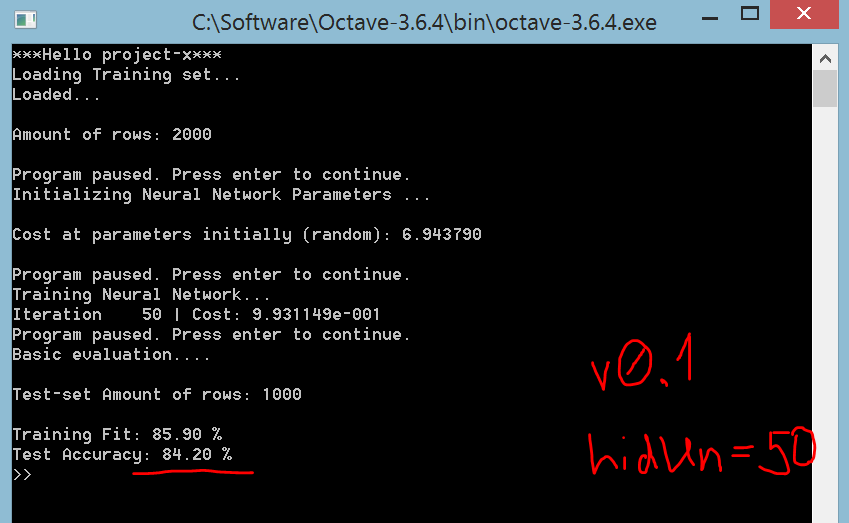 C:\Software\Octave-3.6.4\bin\octave-3.6.4.exe
***Hello project-x***
Loading Training set...
Loaded...
Amount of rows: 2000
Program paused. Press enter to continue.
Initializing Neural Network Parameters ...
Cost at parameters initially (random): 6.943790
Program paused. Press enter to continue.
Training Neural Network...
Iteration    50 | Cost: 9.931149e-001
Program paused. Press enter to continue.
Basic evaluation....
v0.1
Test-set Amount of rows: 1000
Training Fit: 85.90 %
Test Accuracy: 84.20 %
hidden=50
>>